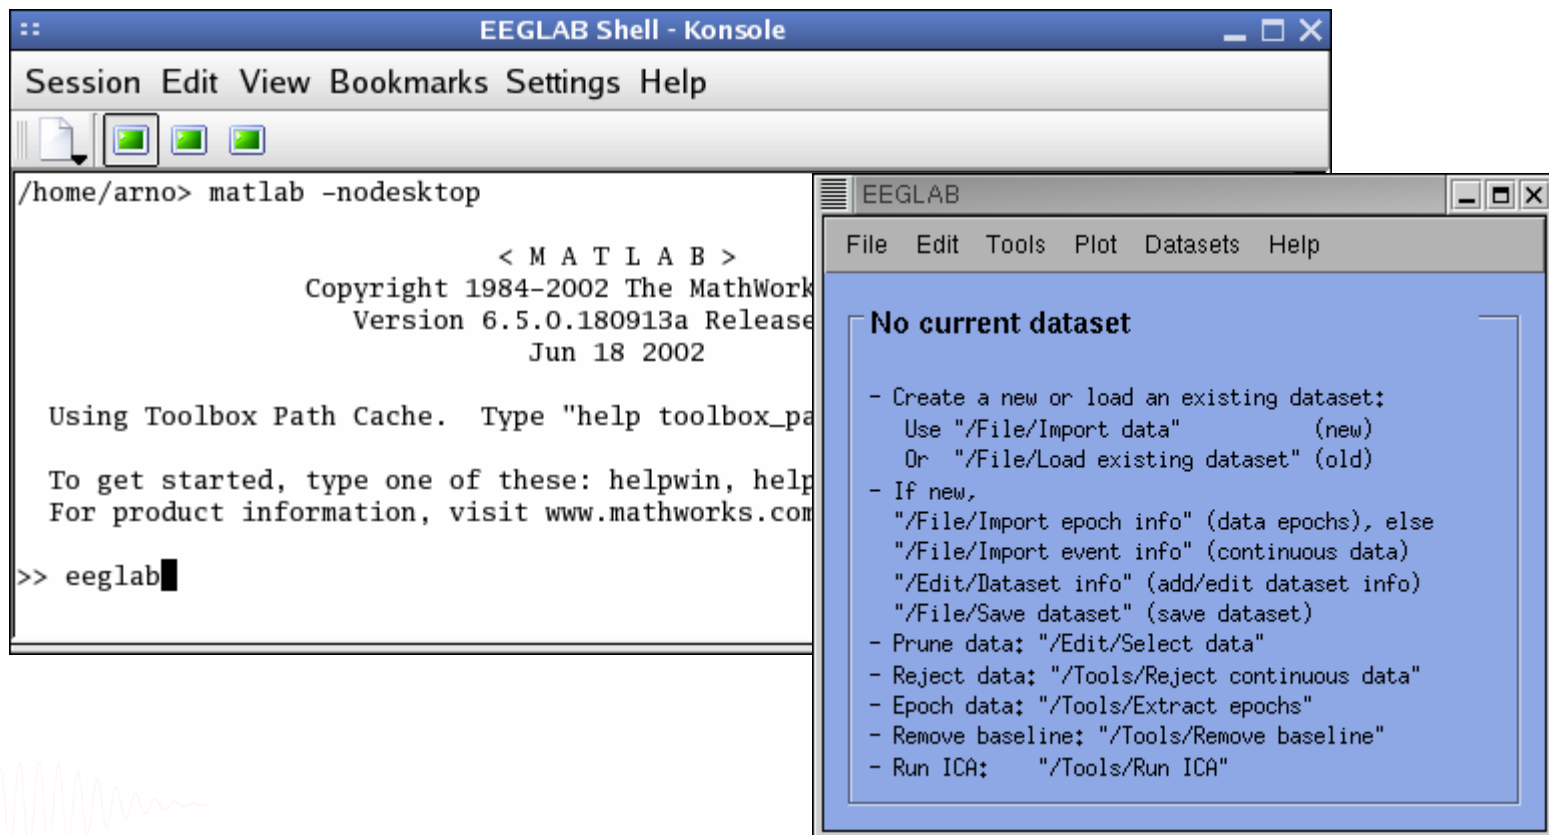 EEGLAB Shell - Konsole
Session Edit View Bookmarks Settings Help
/home/arno> matlab -nodesktop
< M A T L A B >
Copyright 1984-2002 The MathWork
Version 6.5.0.180913a Release
Jun 18 2002
Using Toolbox Path Cache. Type "help toolbox_pa
To get started, type one of these: helpwin, help
For product information, visit www.mathworks.com
>> eeglab
EEGLAB
File Edit Tools Plot Datasets Help
No current dataset
- Create a new or load an existing dataset:
Use "/File/Import data" (new)
Or "/File/Load existing dataset" (old)
- If new,
"/File/Import epoch info" (data epochs), else
"/File/Import event info" (continuous data)
"/Edit/Dataset info" (add/edit dataset info)
"/File/Save dataset" (save dataset)
- Prune data: "/Edit/Select data"
- Reject data: "/Tools/Reject continuous data"
- Epoch data: "/Tools/Extract epochs"
- Remove baseline: "/Tools/Remove baseline"
- Run ICA: "/Tools/Run ICA"